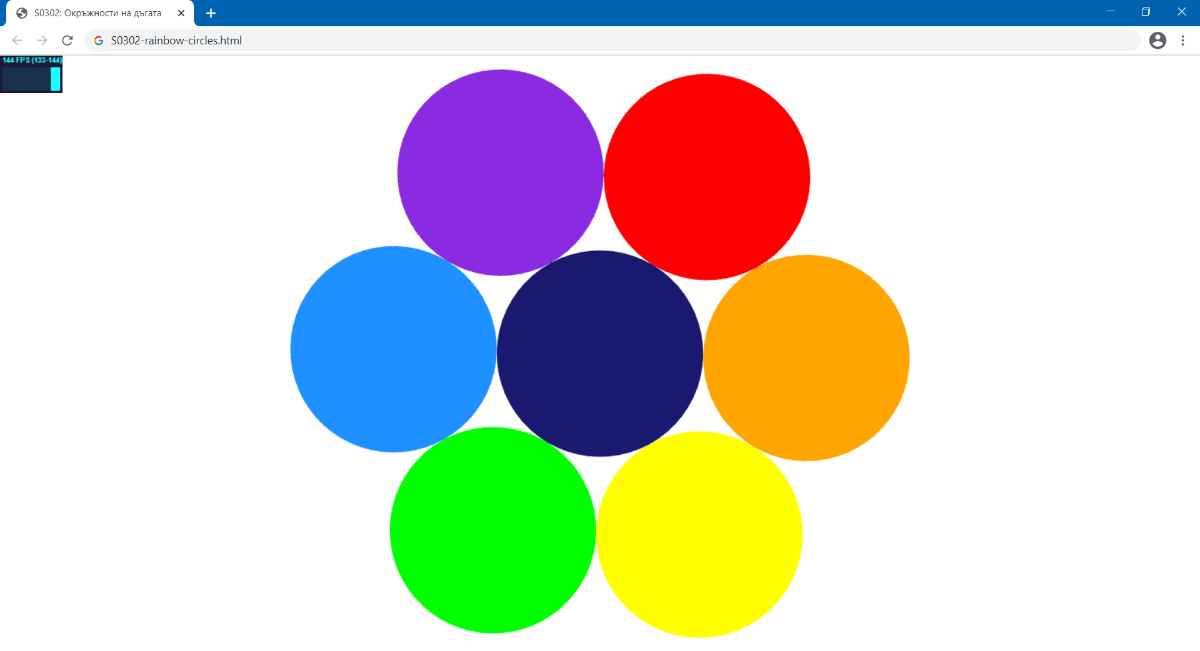 S0302: Окръжности на дъгата
S0302-rainbow-circles.html
144 FPS (133-144)